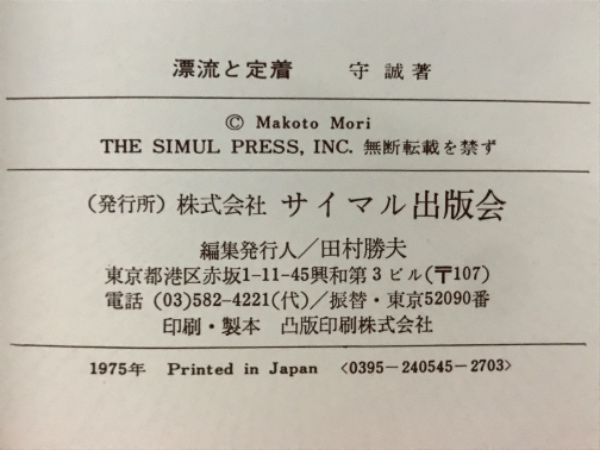 漂流と定着　守 誠著
© Makoto Mori
THE SIMUL PRESS, INC. 無断転載を禁ず
(発行所) 株式会社 サイマル出版会
編集発行人／田村勝夫
東京都港区赤坂1-11-45興和第3ビル(〒107)
電話 (03)582-4221(代)／振替・東京52090番
印刷・製本　凸版印刷株式会社
1975年　Printed in Japan　<0395-240545-2703>